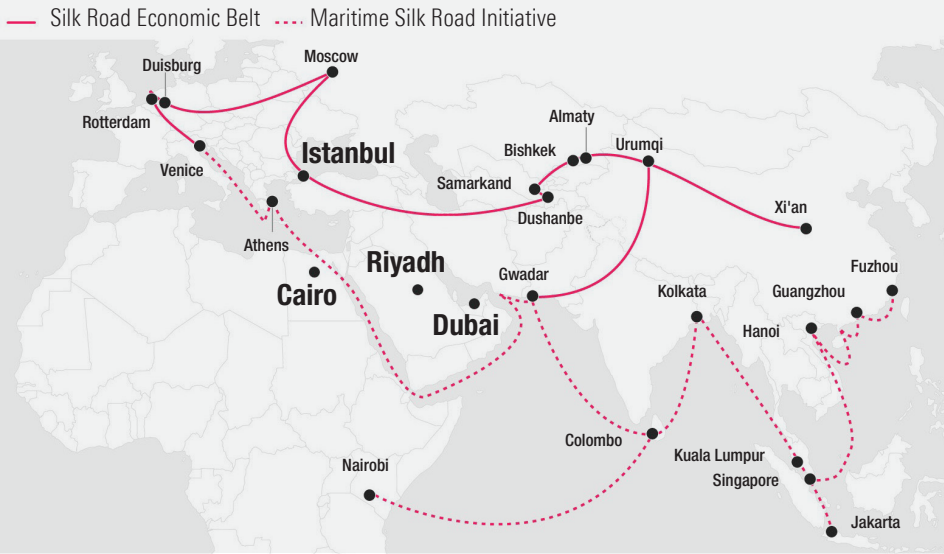 Silk Road Economic Belt
Maritime Silk Road Initiative
Moscow
Duisburg
Rotterdam
Almaty
Bishkek
Urumqi
Istanbul
Venice
Samarkand
Dushanbe
Xi'an
Athens
Riyadh
Gwadar
Fuzhou
Cairo
Kolkata
Guangzhou
Dubai
Hanoi
Colombo
Kuala Lumpur
Nairobi
Singapore
Jakarta